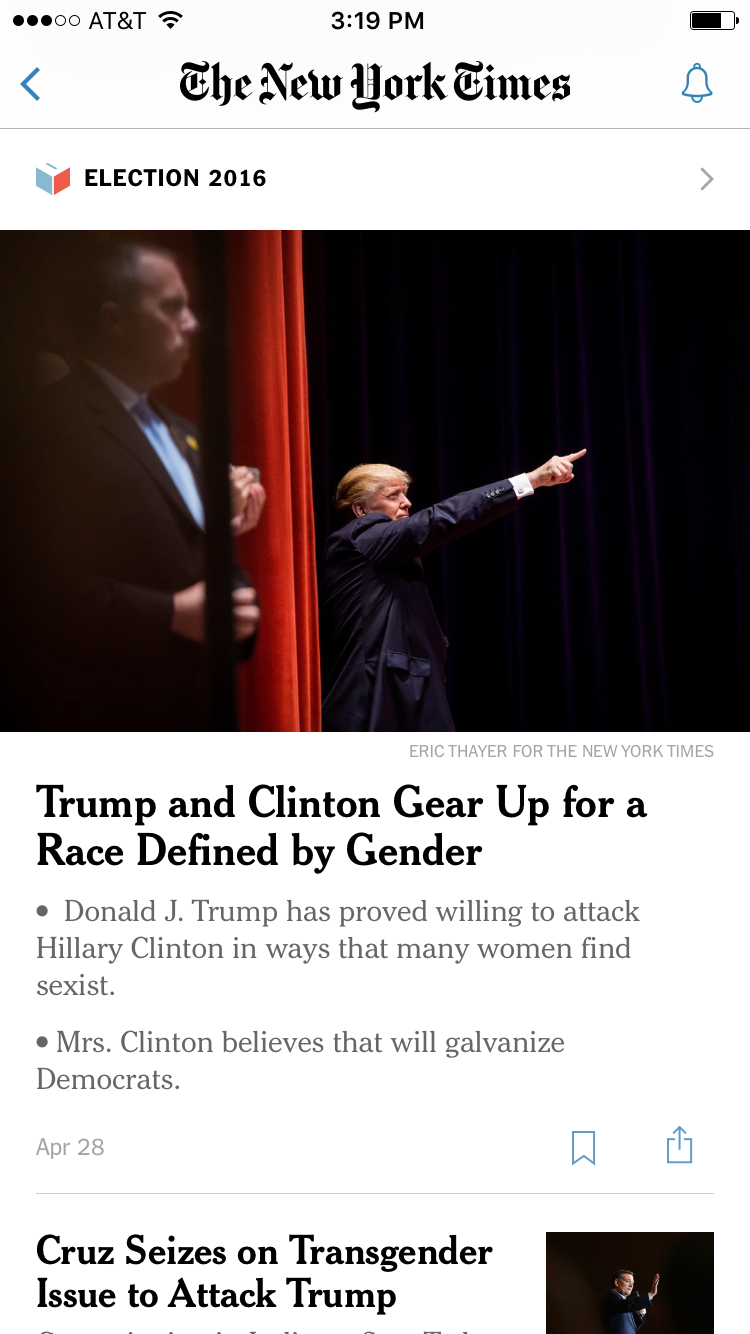 AT&T 3:19 PM
The New York Times
ELECTION 2016
ERIC THAYER FOR THE NEW YORK TIMES
Trump and Clinton Gear Up for a
Race Defined by Gender
• Donald J. Trump has proved willing to attack
Hillary Clinton in ways that many women find
sexist.
• Mrs. Clinton believes that will galvanize
Democrats.
Apr 28
Cruz Seizes on Transgender
Issue to Attack Trump